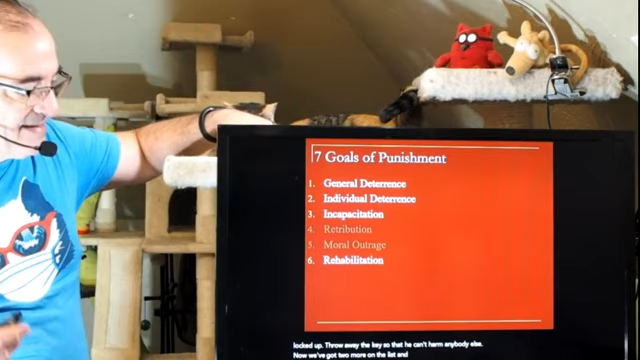 7 Goals of Punishment
1. General Deterrence
2. Individual Deterrence
3. Incapacitation
4. Retribution
5. Moral Outrage
6. Rehabilitation
locked up. Throw away the key so that he can't harm anybody else.
Now we've got two more on the list and